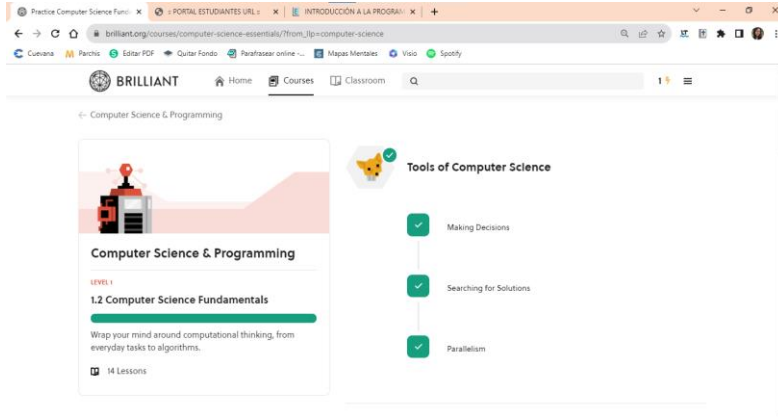 Practice Computer Science Fund
:: PORTAL ESTUDIANTES URL ::
INTRODUCCIÓN A LA PROGRAM
brilliant.org/courses/computer-science-essentials/?from_llp=computer-science
Cuevana
Parchis
Editar PDF
Quitar Fondo
Parafrasear online -...
Mapas Mentales
Visio
Spotify
BRILLIANT
Home
Courses
Classroom
1
← Computer Science & Programming
Computer Science & Programming
LEVEL 1
1.2 Computer Science Fundamentals
Wrap your mind around computational thinking, from
everyday tasks to algorithms.
14 Lessons
Tools of Computer Science
Making Decisions
Searching for Solutions
Parallelism